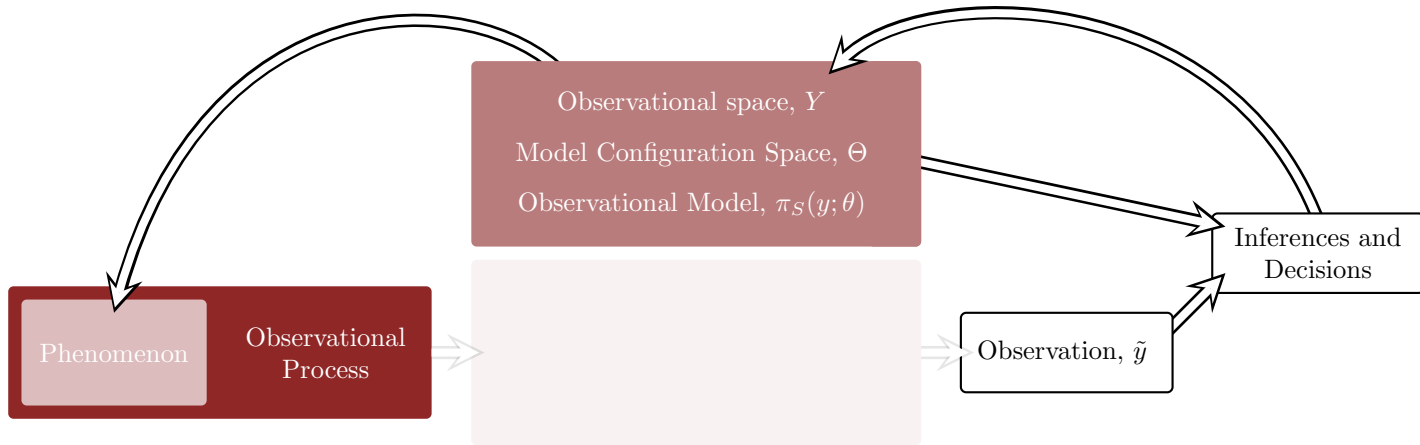 Observational space, Y
Model Configuration Space, Θ
Observational Model, π_S(y; θ)
Inferences and
Decisions
Phenomenon
Observational
Process
Observation, ỹ